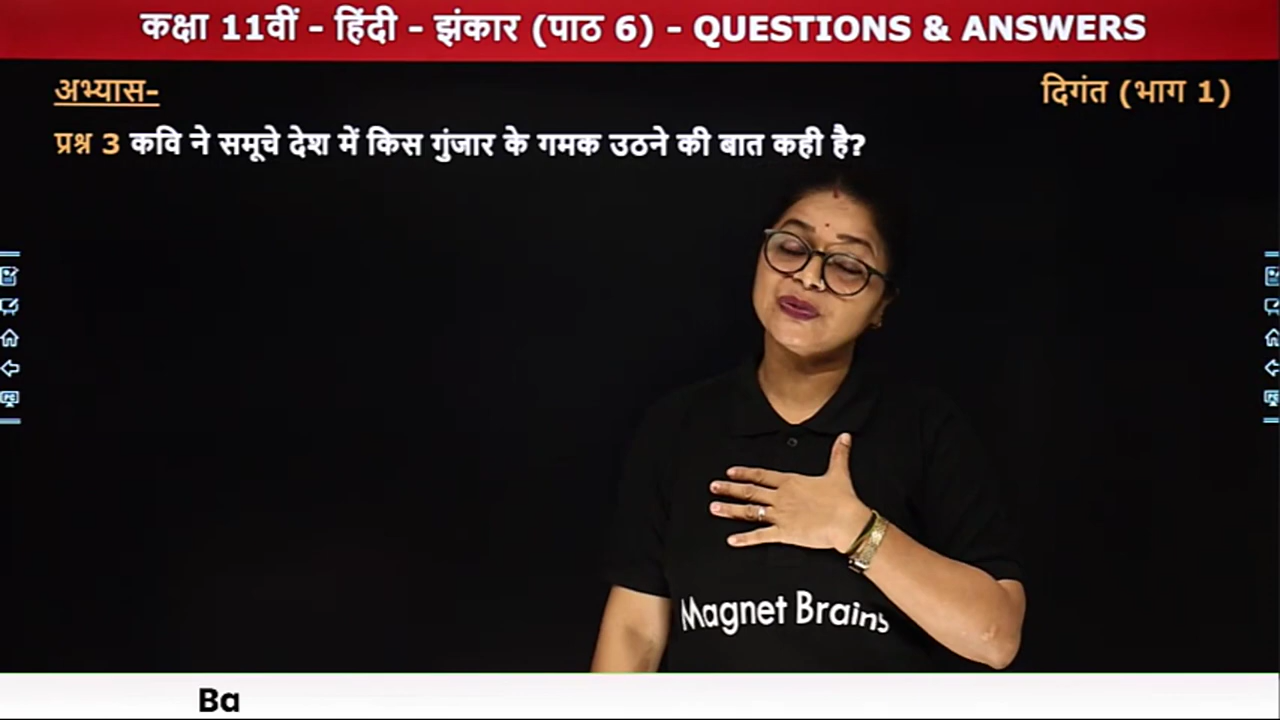 कक्षा 11वीं - हिंदी - झंकार (पाठ 6) - QUESTIONS & ANSWERS
अभ्यास-
दिगंत (भाग 1)
प्रश्न 3 कवि ने समूचे देश में किस गुंजार के गमक उठने की बात कही है?
Magnet Brains
Ba